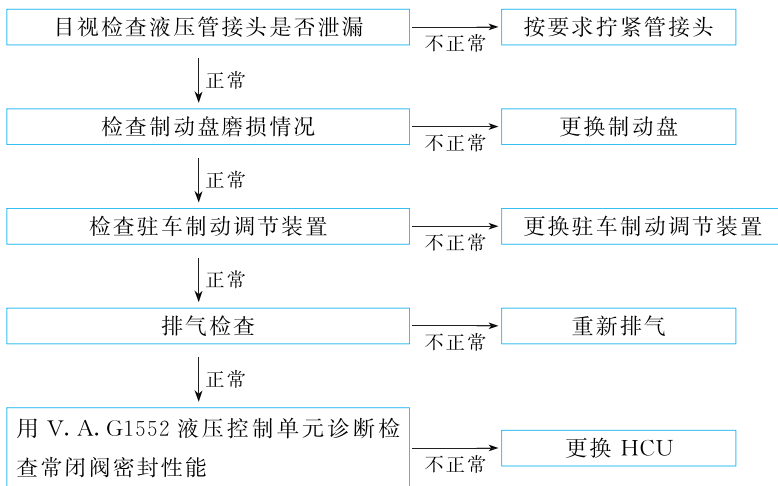 目视检查液压管接头是否泄漏
不正常
按要求拧紧管接头
正常
检查制动盘磨损情况
不正常
更换制动盘
正常
检查驻车制动调节装置
不正常
更换驻车制动调节装置
正常
排气检查
不正常
重新排气
正常
用 V. A. G1552 液压控制单元诊断检
查常闭阀密封性能
不正常
更换 HCU